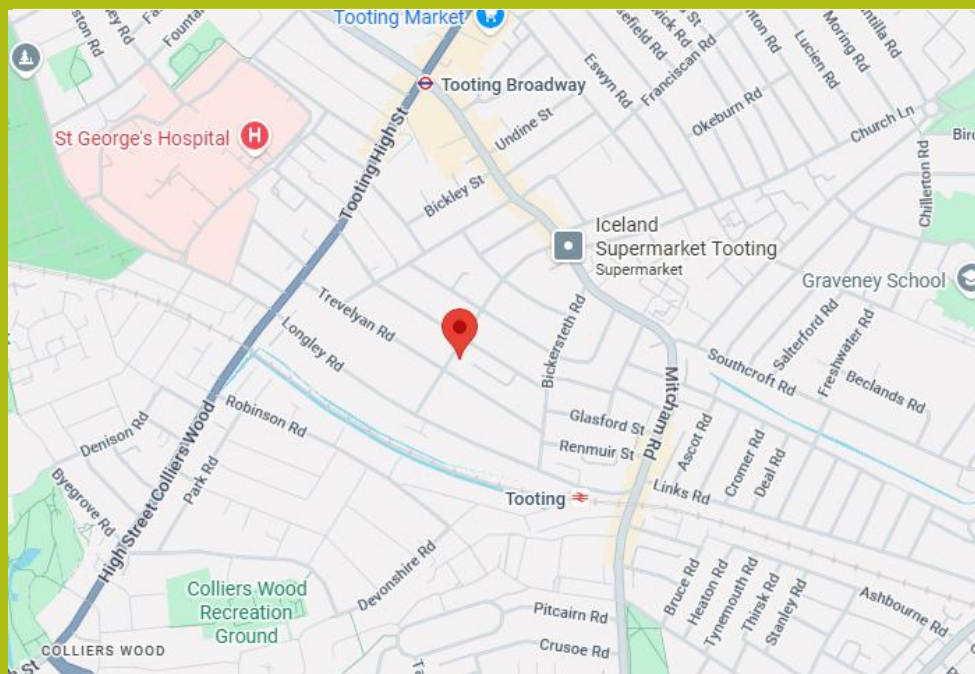 Tooting Market
Tooting Broadway
St George's Hospital
H
Tooting High St
Undine St
Bickley St
Eswyn Rd
Franciscan Rd
Okeburn Rd
Lucien Rd
Moring Rd
Church Ln
Chillerton Rd
Iceland
Supermarket Tooting
Supermarket
Graveney School
Trevelyan Rd
Longley Rd
Bickersteth Rd
Mitcham Rd
Southcroft Rd
Salterford Rd
Freshwater Rd
Beclands Rd
Robinson Rd
Denison Rd
Byegrove Rd
Park Rd
High Street Colliers Wood
Glasford St
Renmuir St
Ascot Rd
Cromer Rd
Deal Rd
Links Rd
Tooting
Devonshire Rd
Colliers Wood
Recreation
Ground
Pitcairn Rd
Crusoe Rd
Bruce Rd
Heaton Rd
Tynemouth Rd
Thirsk Rd
Stanley Rd
Ashbourne Rd
COLLIERS WOOD